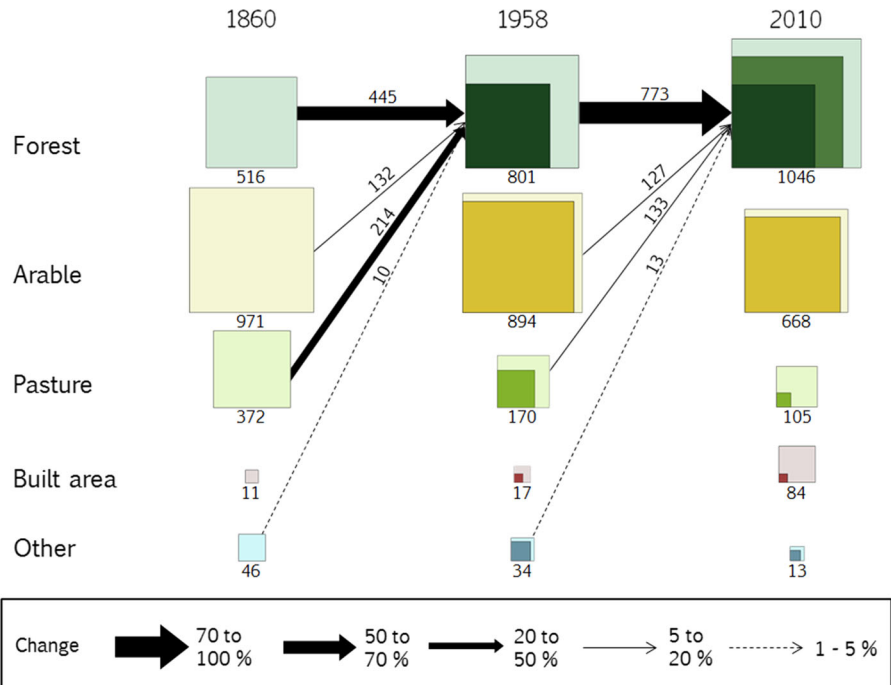 1860 1958 2010
445 773
Forest
516 801 1046
132 127
214 133
10 13
Arable
971 894 668
Pasture
372 170 105
Built area
11 17 84
Other
46 34 13
Change 70 to 100 % 50 to 70 % 20 to 50 % 5 to 20 % 1 - 5 %